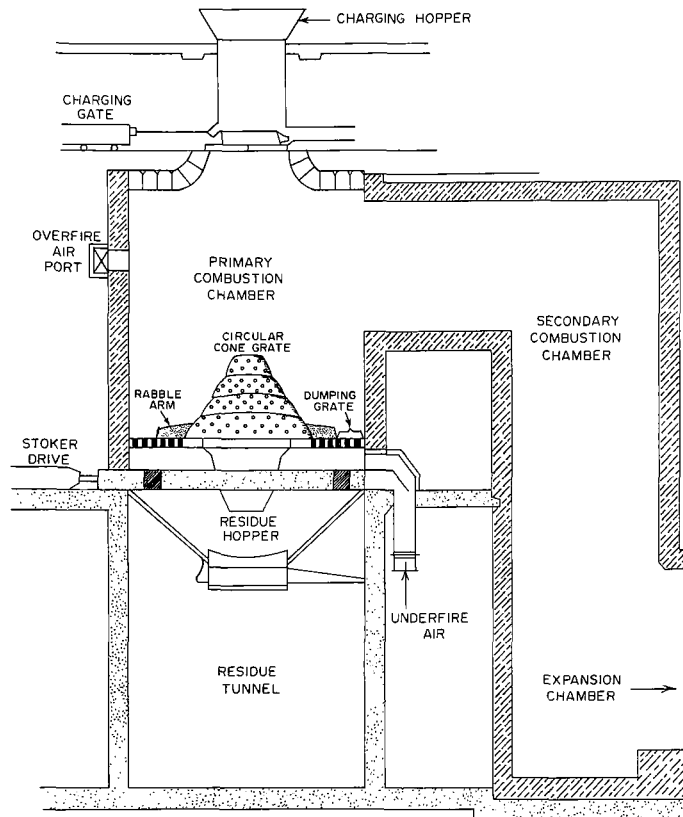 CHARGING HOPPER
CHARGING
GATE
OVERFIRE
AIR
PORT
PRIMARY
COMBUSTION
CHAMBER
SECONDARY
COMBUSTION
CHAMBER
CIRCULAR
CONE GRATE
RABBLE
ARM
DUMPING
GRATE
STOKER
DRIVE
RESIDUE
HOPPER
UNDERFIRE
AIR
RESIDUE
TUNNEL
EXPANSION
CHAMBER